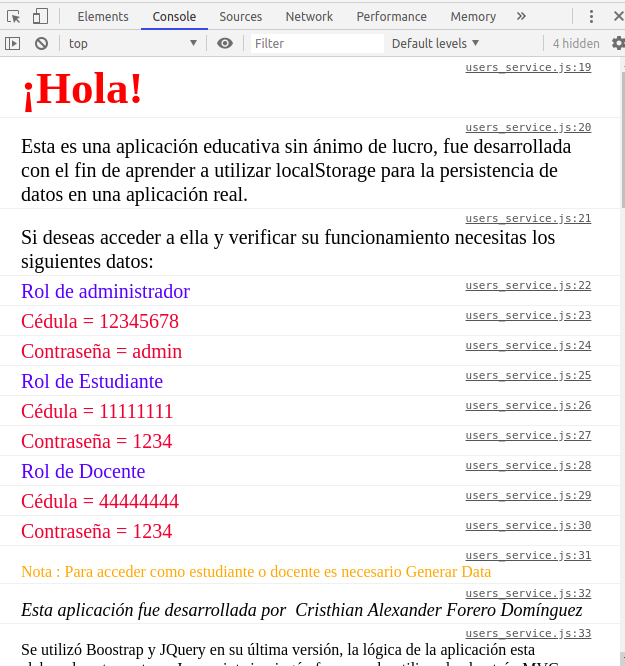 Elements Console Sources Network Performance Memory »
top Filter Default levels 4 hidden
users_service.js:19
¡Hola!
users_service.js:20
Esta es una aplicación educativa sin ánimo de lucro, fue desarrollada
con el fin de aprender a utilizar localStorage para la persistencia de
datos en una aplicación real.
users_service.js:21
Si deseas acceder a ella y verificar su funcionamiento necesitas los
siguientes datos:
Rol de administrador users_service.js:22
Cédula = 12345678 users_service.js:23
Contraseña = admin users_service.js:24
Rol de Estudiante users_service.js:25
Cédula = 11111111 users_service.js:26
Contraseña = 1234 users_service.js:27
Rol de Docente users_service.js:28
Cédula = 44444444 users_service.js:29
Contraseña = 1234 users_service.js:30
users_service.js:31
Nota : Para acceder como estudiante o docente es necesario Generar Data
users_service.js:32
Esta aplicación fue desarrollada por  Cristhian Alexander Forero Domínguez
users_service.js:33
Se utilizó Boostrap y JQuery en su última versión, la lógica de la aplicación esta